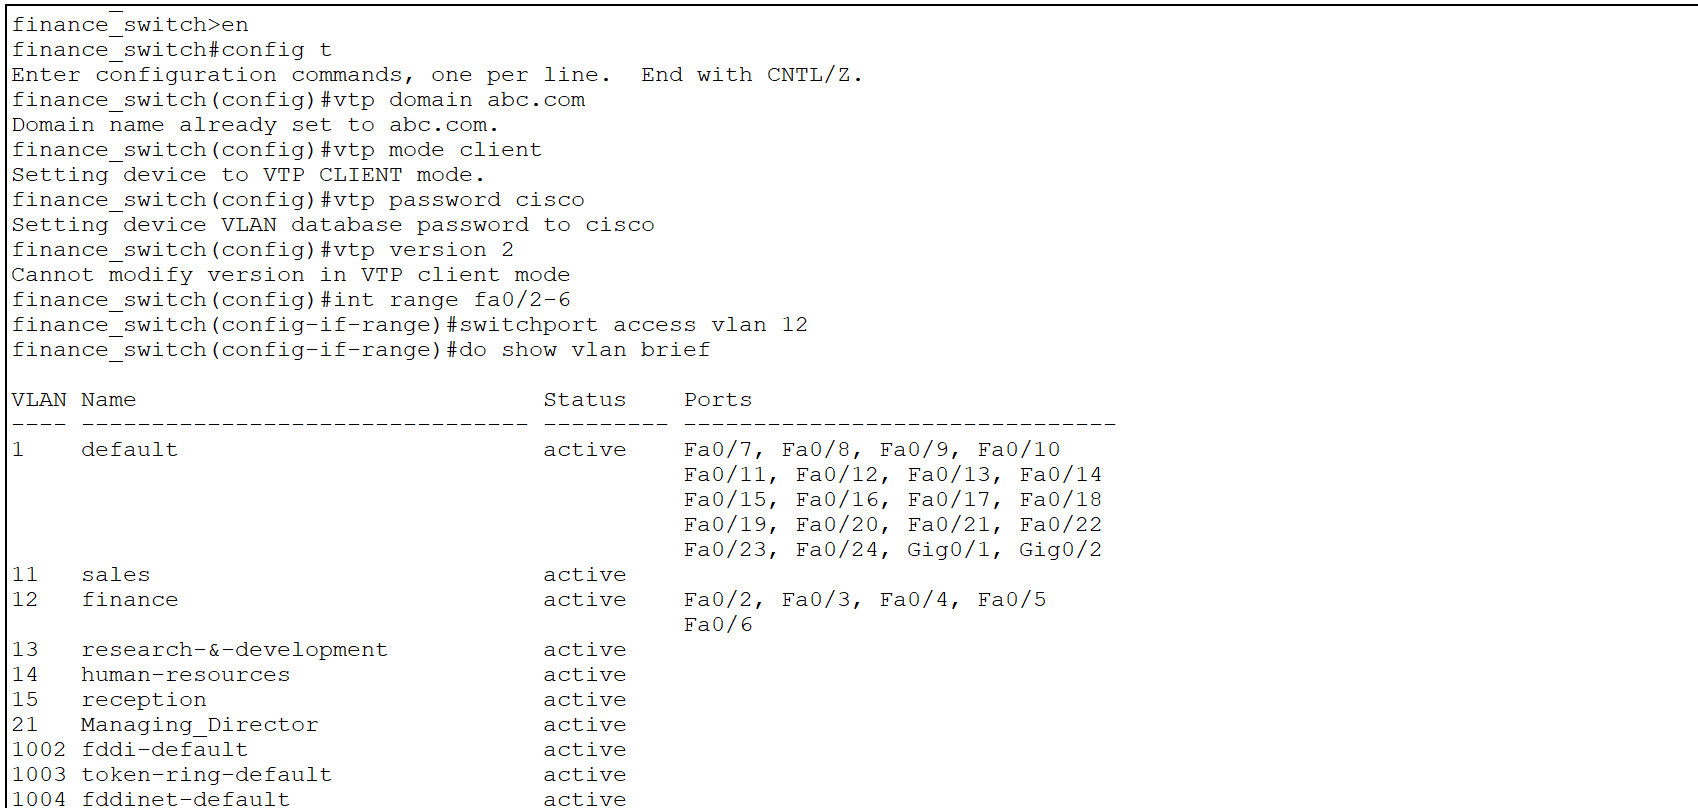 finance_switch>en
finance_switch#config t
Enter configuration commands, one per line.  End with CNTL/Z.
finance_switch(config)#vtp domain abc.com
Domain name already set to abc.com.
finance_switch(config)#vtp mode client
Setting device to VTP CLIENT mode.
finance_switch(config)#vtp password cisco
Setting device VLAN database password to cisco
finance_switch(config)#vtp version 2
Cannot modify version in VTP client mode
finance_switch(config)#int range fa0/2-6
finance_switch(config-if-range)#switchport access vlan 12
finance_switch(config-if-range)#do show vlan brief

VLAN Name                             Status    Ports
---- -------------------------------- --------- -------------------------------
1    default                          active    Fa0/7, Fa0/8, Fa0/9, Fa0/10
                                                Fa0/11, Fa0/12, Fa0/13, Fa0/14
                                                Fa0/15, Fa0/16, Fa0/17, Fa0/18
                                                Fa0/19, Fa0/20, Fa0/21, Fa0/22
                                                Fa0/23, Fa0/24, Gig0/1, Gig0/2
11   sales                            active
12   finance                          active    Fa0/2, Fa0/3, Fa0/4, Fa0/5
                                                Fa0/6
13   research-&-development           active
14   human-resources                  active
15   reception                        active
21   Managing_Director                active
1002 fddi-default                     active
1003 token-ring-default               active
1004 fddinet-default                  active